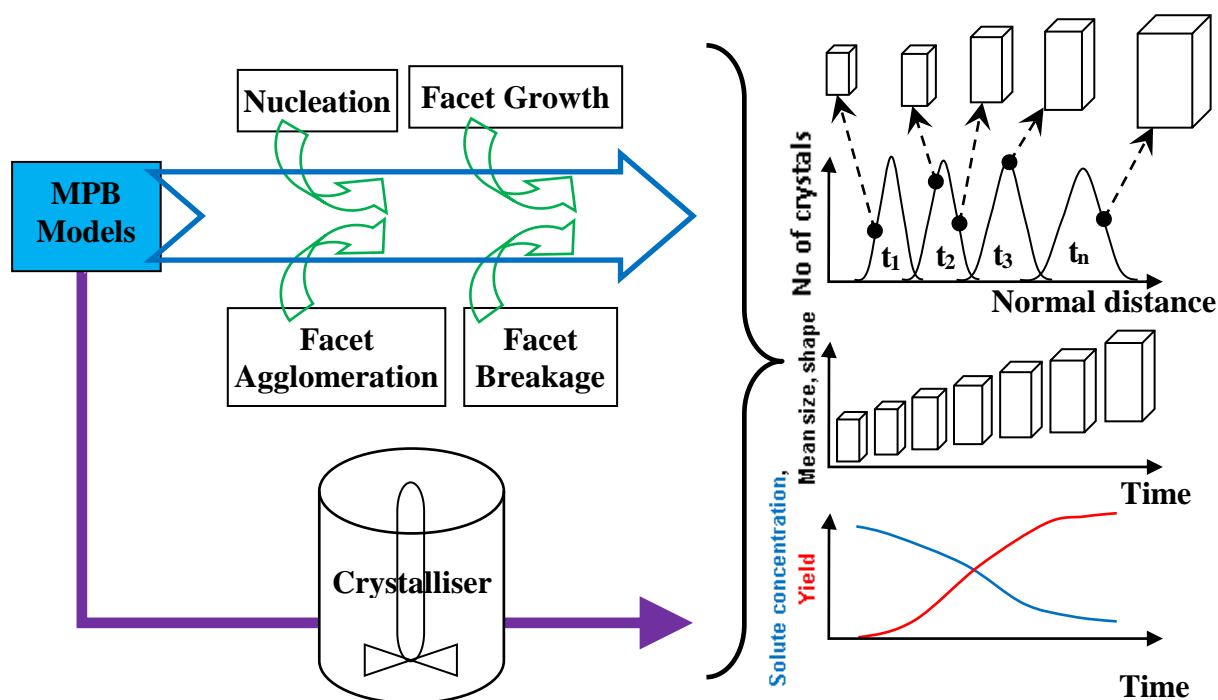 Nucleation
Facet Growth
MPB
Models
Facet
Agglomeration
Facet
Breakage
Crystalliser
No of crystals
t1
t2
t3
tn
Normal distance
Mean size, shape
Time
Solute concentration,
Yield
Time